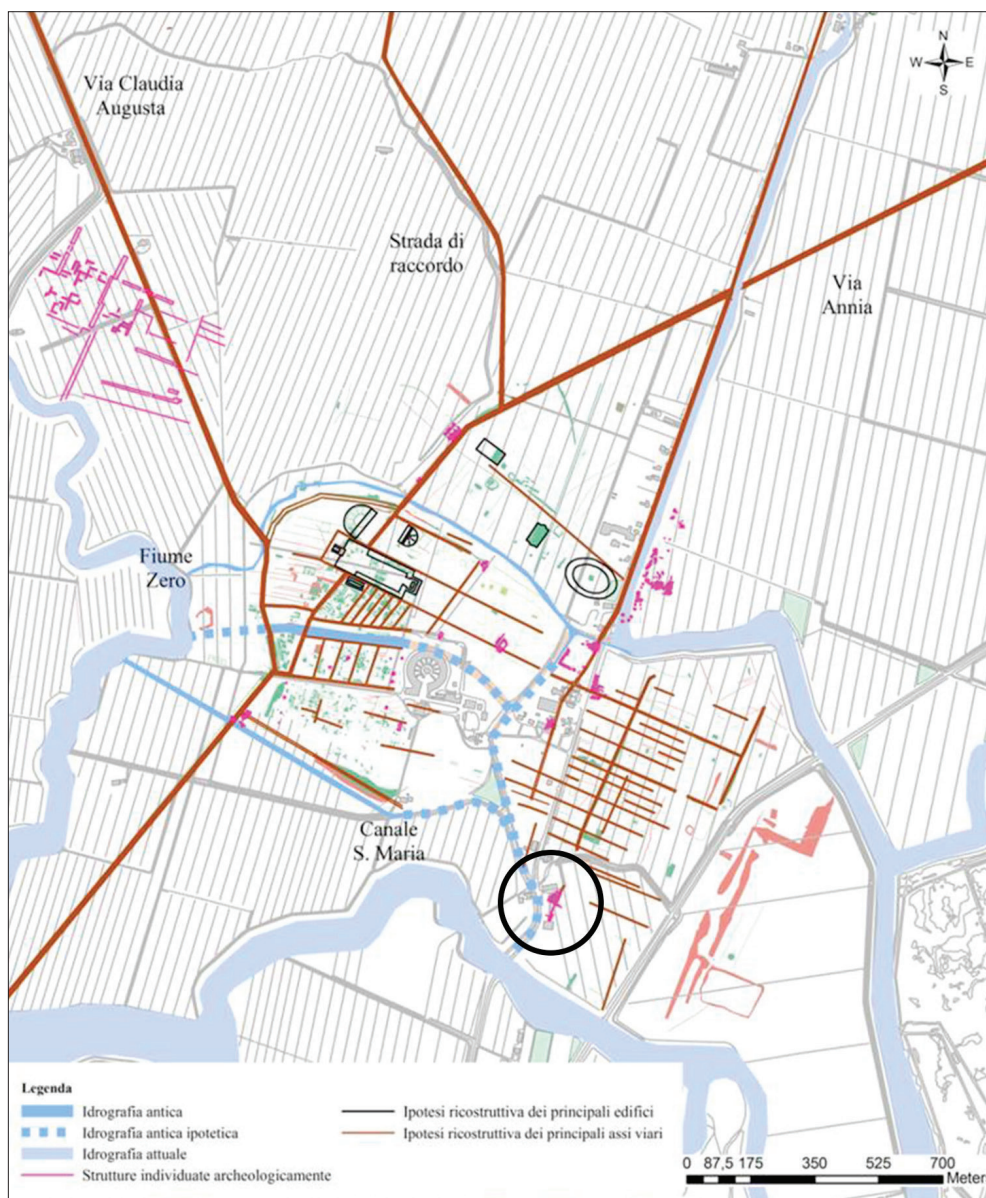 N
W E
S
Via Claudia
Augusta
Strada di
raccordo
Via
Annia
Fiume
Zero
Canale
S. Maria
Legenda
Idrografia antica
Idrografia antica ipotetica
Idrografia attuale
Strutture individuate archeologicamente
Ipotesi ricostruttiva dei principali edifici
Ipotesi ricostruttiva dei principali assi viari
0 87,5 175 350 525 700
Meter